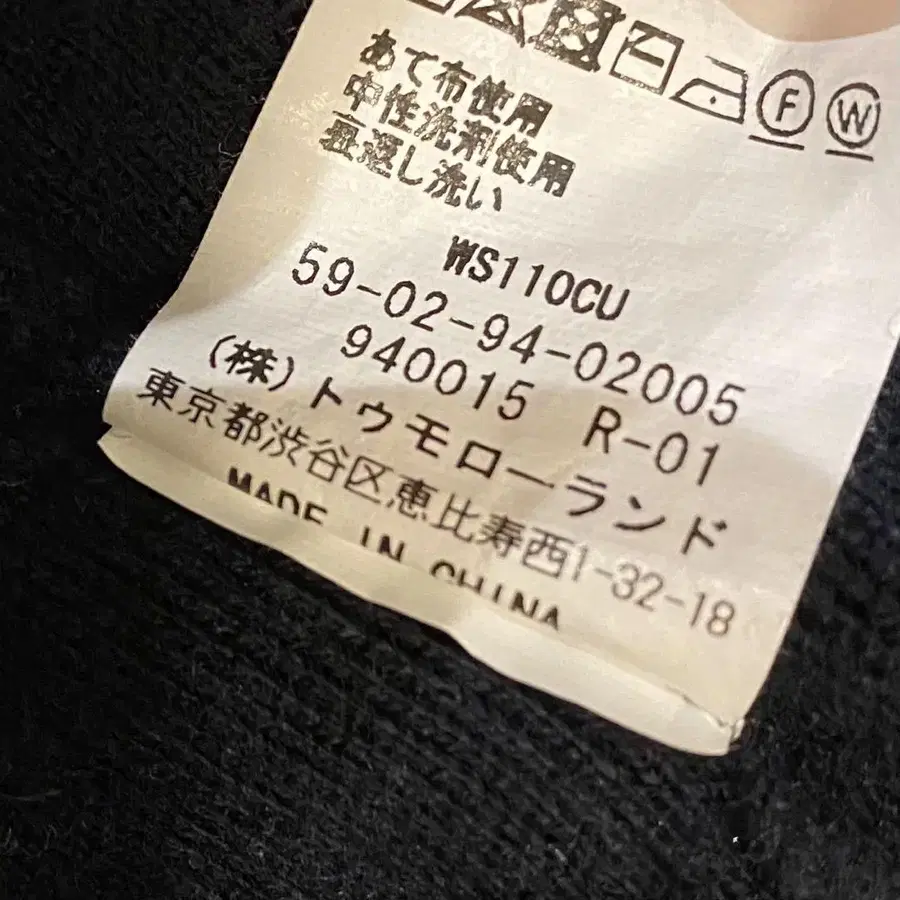 F W
あて布使用
中性洗剤使用
裏返し洗い
WS110CU
59-02-94-02005
940015 R-01
(株)トゥモローランド
東京都渋谷区恵比寿西1-32-18
MADE IN CHINA